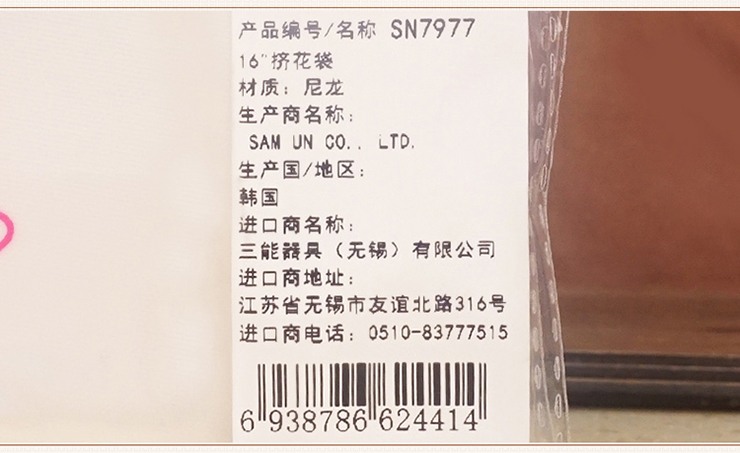 产品编号/名称 SN7977
16"挤花袋
材质：尼龙
生产商名称：
SAM UN CO., LTD.
生产国/地区：
韩国
进口商名称：
三能器具（无锡）有限公司
进口商地址：
江苏省无锡市友谊北路316号
进口商电话：0510-83777515
6 938786 624414